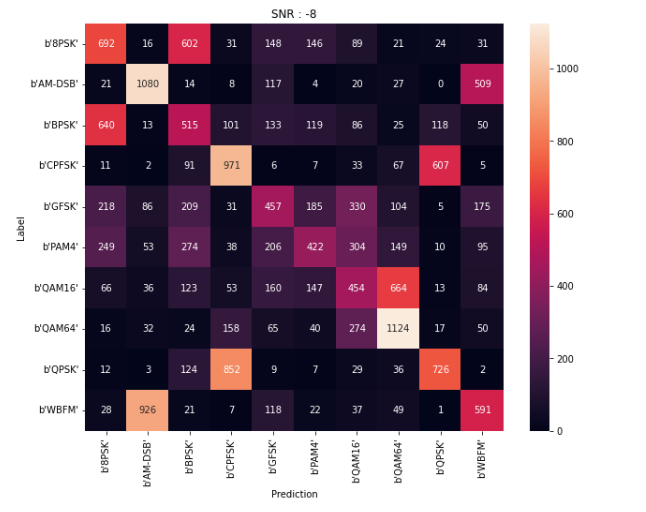 SNR : -8
b'8PSK' 692 16 602 31 148 146 89 21 24 31
b'AM-DSB' 21 1080 14 8 117 4 20 27 0 509
b'BPSK' 640 13 515 101 133 119 86 25 118 50
b'CPFSK' 11 2 91 971 6 7 33 67 607 5
b'GFSK' 218 86 209 31 457 185 330 104 5 175
b'PAM4' 249 53 274 38 206 422 304 149 10 95
b'QAM16' 66 36 123 53 160 147 454 664 13 84
b'QAM64' 16 32 24 158 65 40 274 1124 17 50
b'QPSK' 12 3 124 852 9 7 29 36 726 2
b'WBFM' 28 926 21 7 118 22 37 49 1 591
Label
b'8PSK' b'AM-DSB' b'BPSK' b'CPFSK' b'GFSK' b'PAM4' b'QAM16' b'QAM64' b'QPSK' b'WBFM'
Prediction
1000
800
600
400
200
0